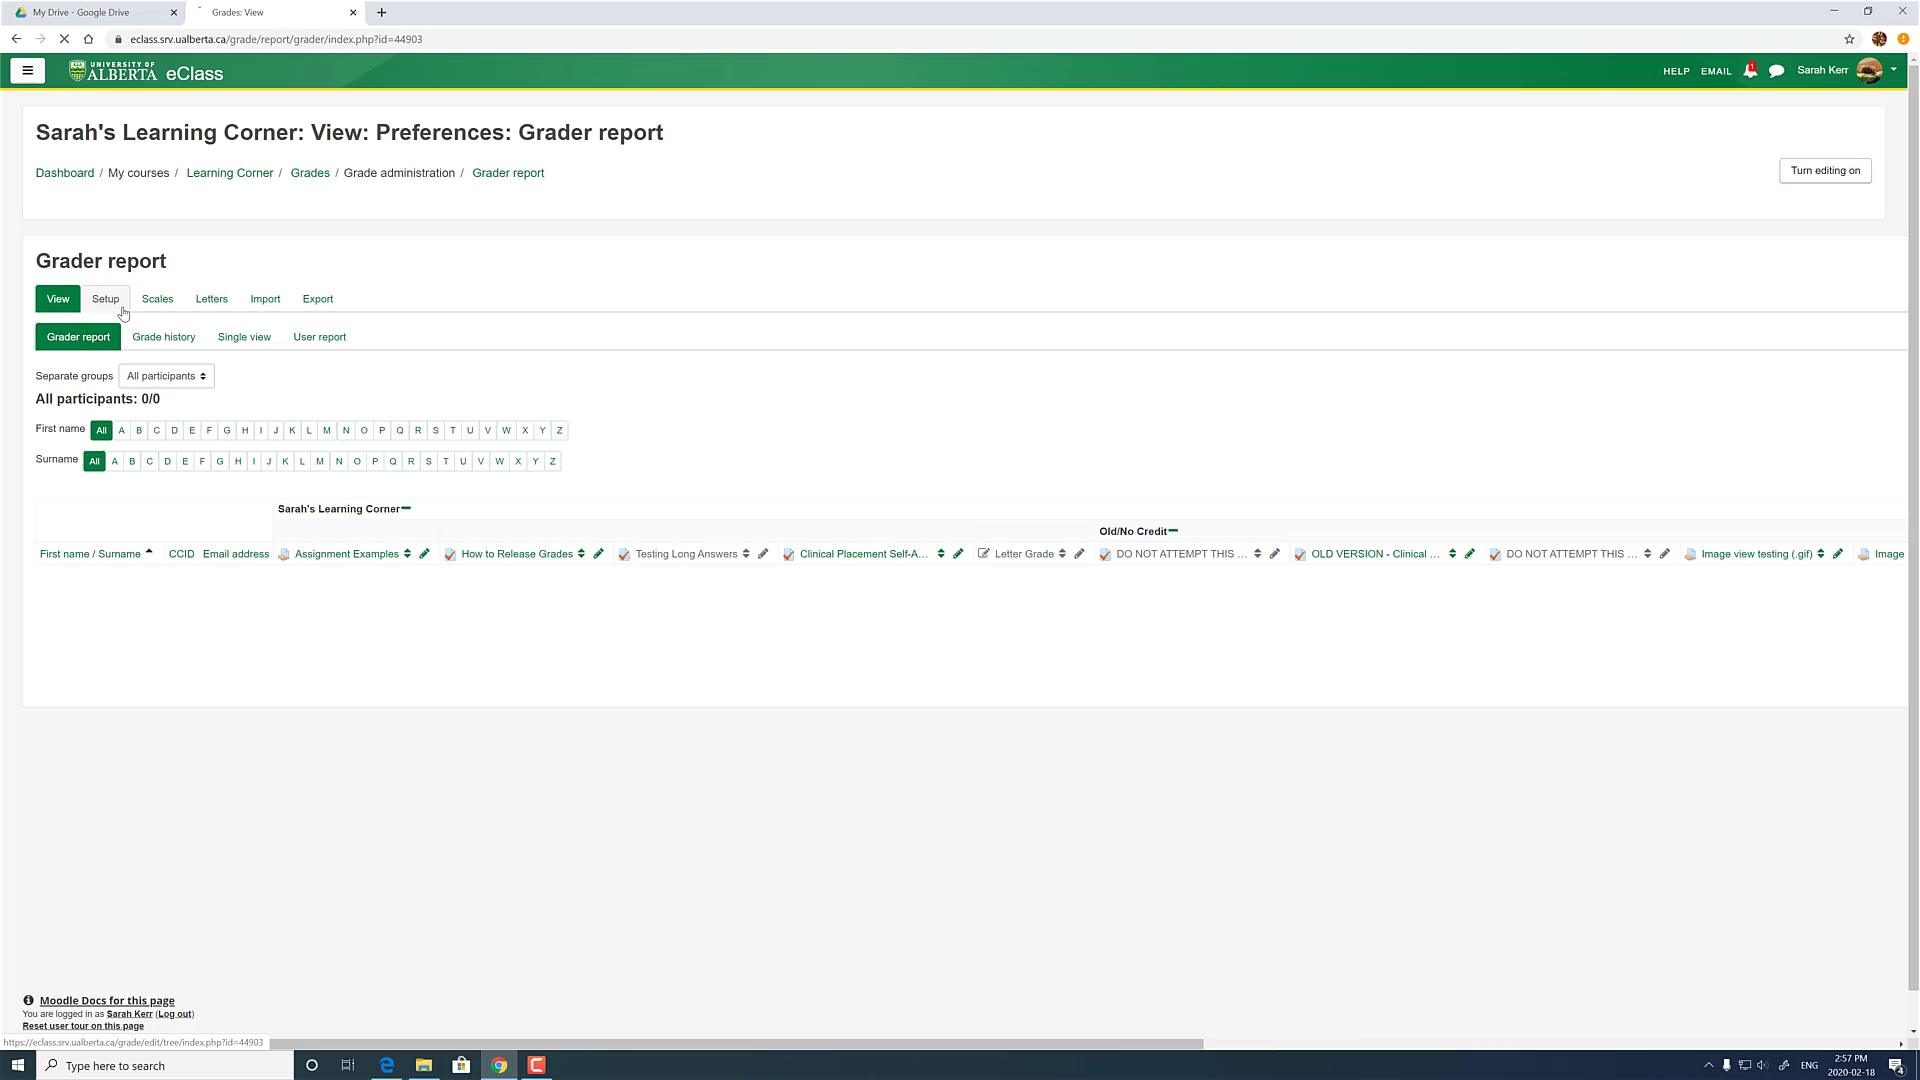 My Drive - Google Drive
Grades: View
eclass.srv.ualberta.ca/grade/report/grader/index.php?id=44903
UNIVERSITY OF
ALBERTA eClass
HELP EMAIL 1 Sarah Kerr
Sarah's Learning Corner: View: Preferences: Grader report
Dashboard / My courses / Learning Corner / Grades / Grade administration / Grader report
Turn editing on
Grader report
View Setup Scales Letters Import Export
Grader report Grade history Single view User report
Separate groups All participants
All participants: 0/0
First name All A B C D E F G H I J K L M N O P Q R S T U V W X Y Z
Surname All A B C D E F G H I J K L M N O P Q R S T U V W X Y Z
Sarah's Learning Corner
Old/No Credit
First name / Surname CCID Email address Assignment Examples How to Release Grades Testing Long Answers Clinical Placement Self-A... Letter Grade DO NOT ATTEMPT THIS ... OLD VERSION - Clinical ... DO NOT ATTEMPT THIS ... Image view testing (.gif) Image
Moodle Docs for this page
You are logged in as Sarah Kerr (Log out)
Reset user tour on this page
https://eclass.srv.ualberta.ca/grade/edit/tree/index.php?id=44903
Type here to search
ENG
2:57 PM
2020-02-18
4